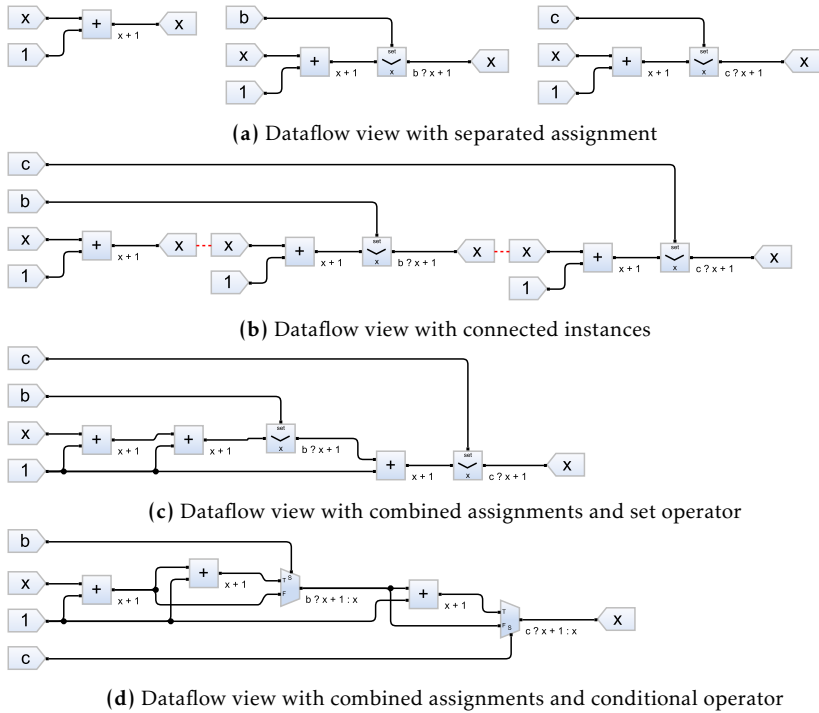 x + x
1 x + 1
b
x + set x
1 x + 1 x b ? x + 1
c
x + set x
1 x + 1 x c ? x + 1
(a) Dataflow view with separated assignment
c
b set
x + x x + x x + set x
1 x + 1 1 x + 1 x b ? x + 1 1 x + 1 x c ? x + 1
(b) Dataflow view with connected instances
c
b
x + + set
1 x + 1 x + 1 x b ? x + 1 + x + 1 set x c ? x + 1 x
(c) Dataflow view with combined assignments and set operator
b
x + + T S F + T
1 x + 1 x + 1 b ? x + 1 : x x + 1 F S c ? x + 1 : x x
c
(d) Dataflow view with combined assignments and conditional operator